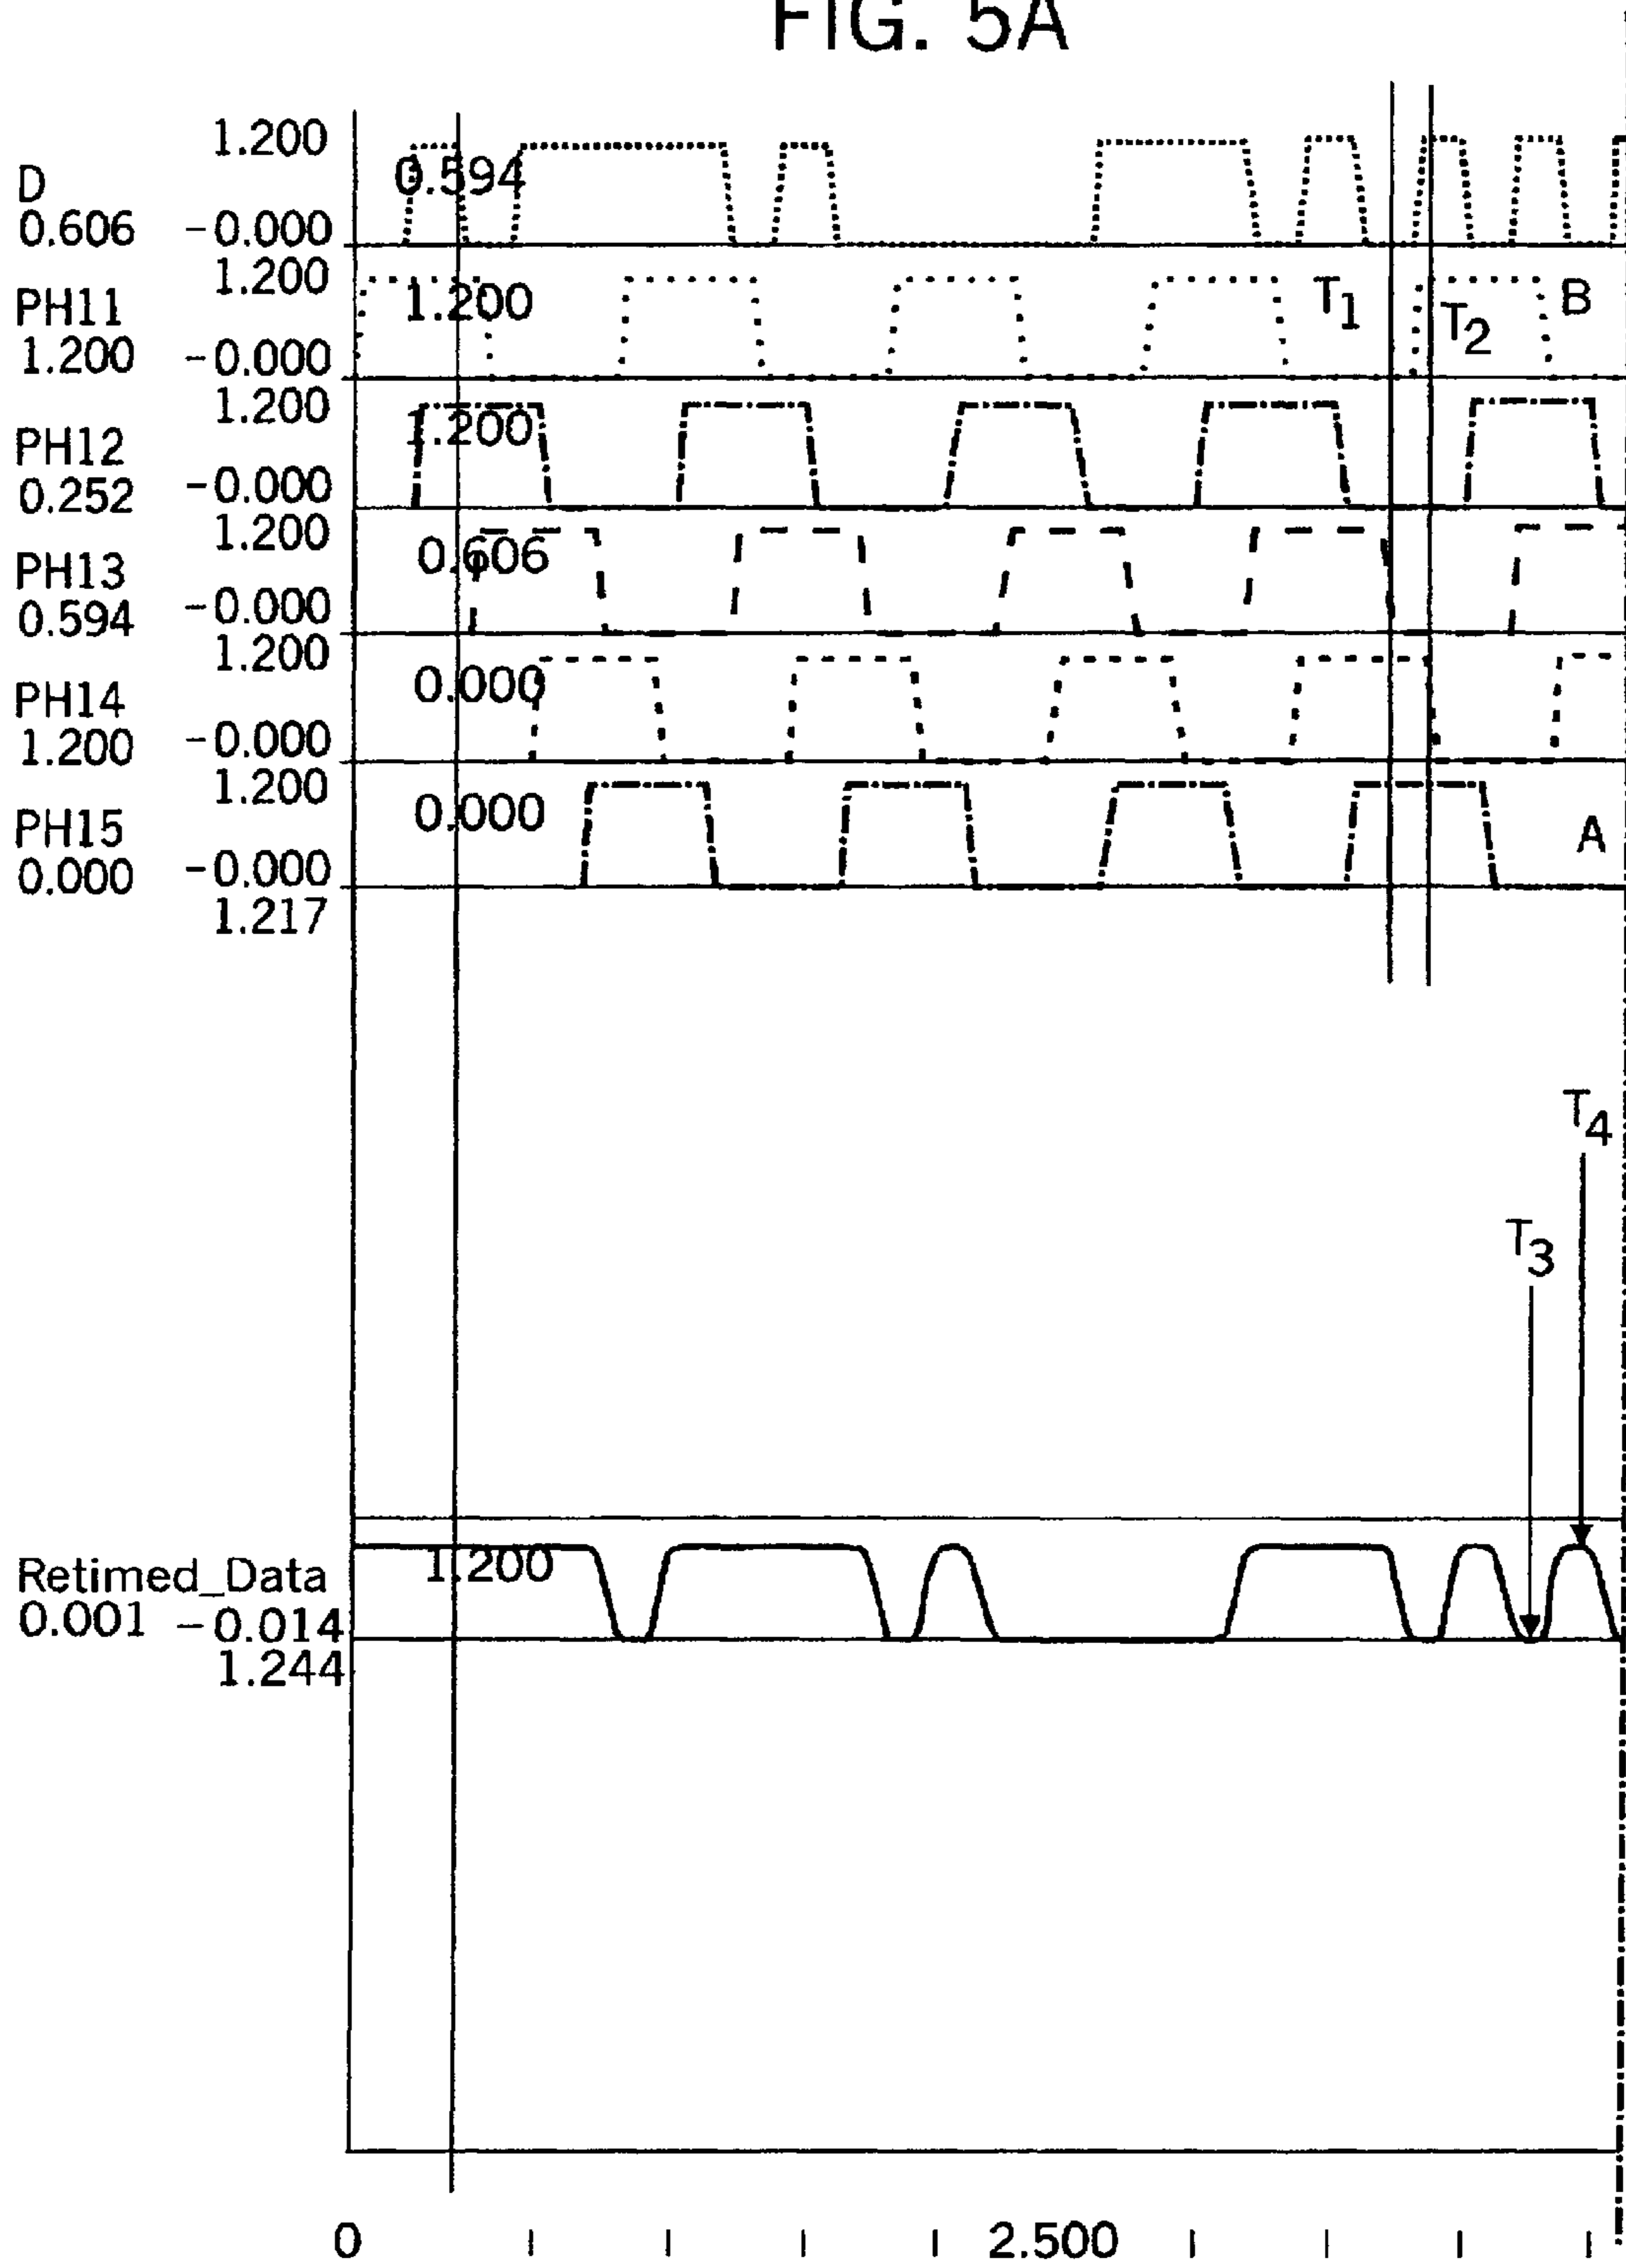 FIG. 5A
1.200
D
0.594
0.606 -0.000
1.200
PH11
1.200
T1
T2
B
1.200 -0.000
1.200
PH12
1.200
0.252 -0.000
1.200
PH13
0.606
0.594 -0.000
1.200
PH14
0.000
1.200 -0.000
1.200
PH15
0.000
A
0.000 -0.000
1.217
T4
T3
Retimed_Data
1.200
0.001 -0.014
1.244
0 2.500